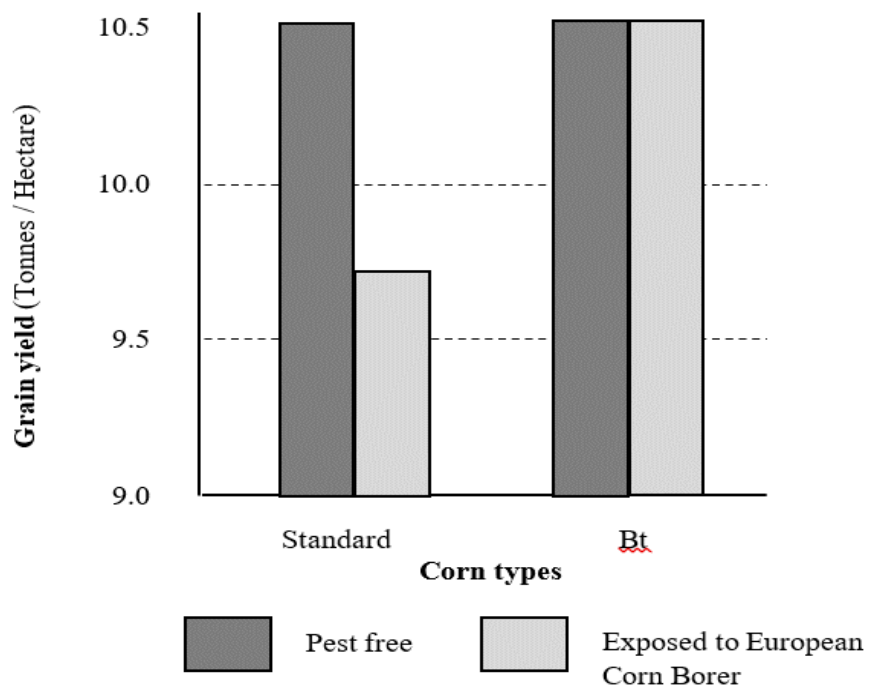 10.5
10.0
9.5
9.0
Grain yield (Tonnes / Hectare)
Standard
Bt
Corn types
Pest free
Exposed to European
Corn Borer